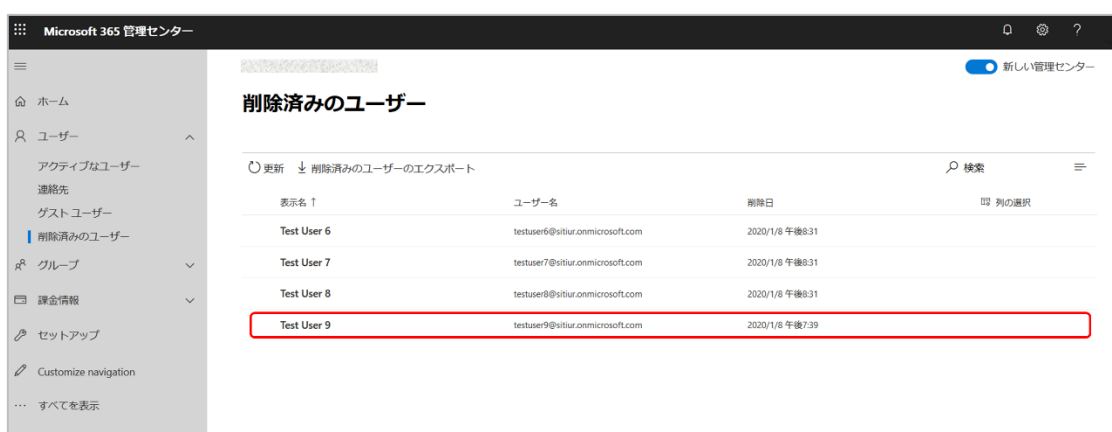 Microsoft 365 管理センター
?
新しい管理センター
ホーム
削除済みのユーザー
ユーザー
アクティブなユーザー
連絡先
ゲスト ユーザー
削除済みのユーザー
グループ
課金情報
セットアップ
Customize navigation
すべてを表示
更新 削除済みのユーザーのエクスポート 検索
表示名 ↑ ユーザー名 削除日 列の選択
Test User 6 testuser6@sitiur.onmicrosoft.com 2020/1/8 午後8:31
Test User 7 testuser7@sitiur.onmicrosoft.com 2020/1/8 午後8:31
Test User 8 testuser8@sitiur.onmicrosoft.com 2020/1/8 午後8:31
Test User 9 testuser9@sitiur.onmicrosoft.com 2020/1/8 午後7:39